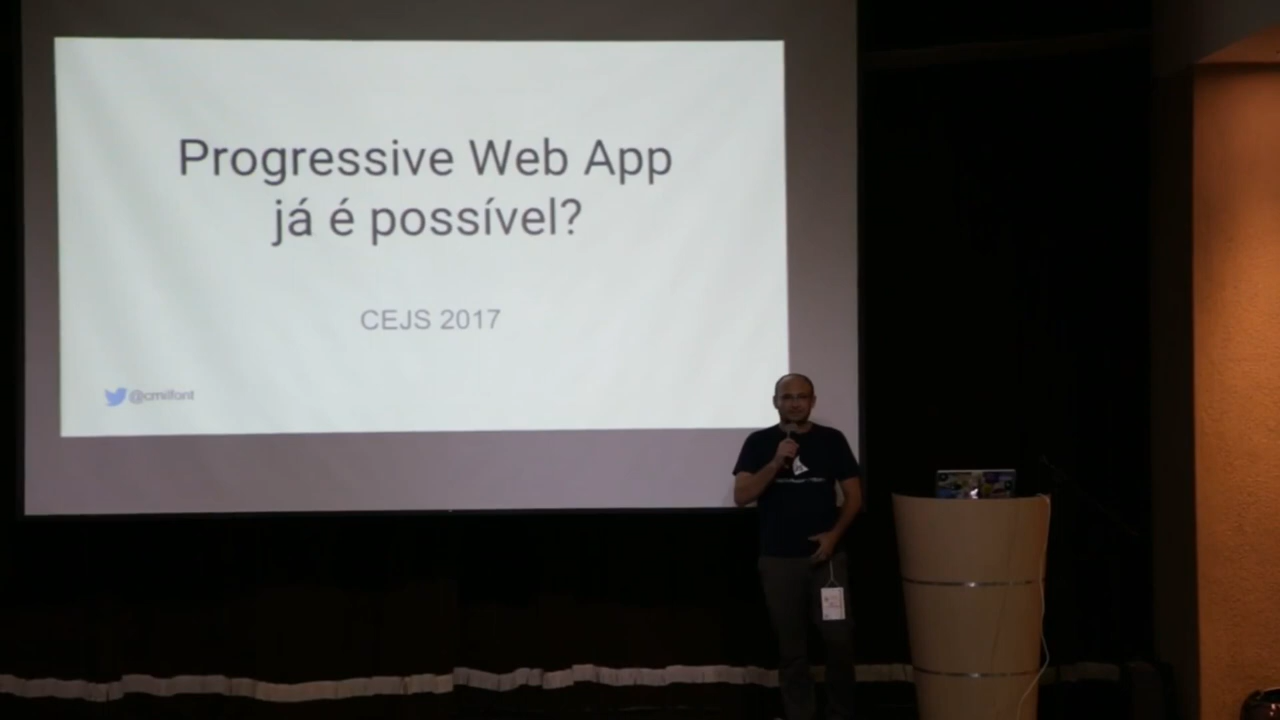 Progressive Web App
já é possível?
CEJS 2017
@cmilfont